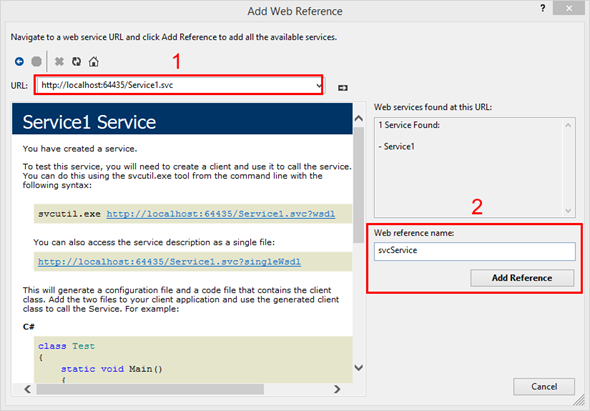 Add Web Reference
?
Navigate to a web service URL and click Add Reference to add all the available services.
1
URL:
http://localhost:64435/Service1.svc
Service1 Service
You have created a service.
To test this service, you will need to create a client and use it to call the service.
You can do this using the svcutil.exe tool from the command line with the
following syntax:
svcutil.exe http://localhost:64435/Service1.svc?wsdl
You can also access the service description as a single file:
http://localhost:64435/Service1.svc?singleWsdl
This will generate a configuration file and a code file that contains the client
class. Add the two files to your client application and use the generated client
class to call the Service. For example:
C#
class Test
{
static void Main()
{
Web services found at this URL:
1 Service Found:
- Service1
2
Web reference name:
svcService
Add Reference
Cancel